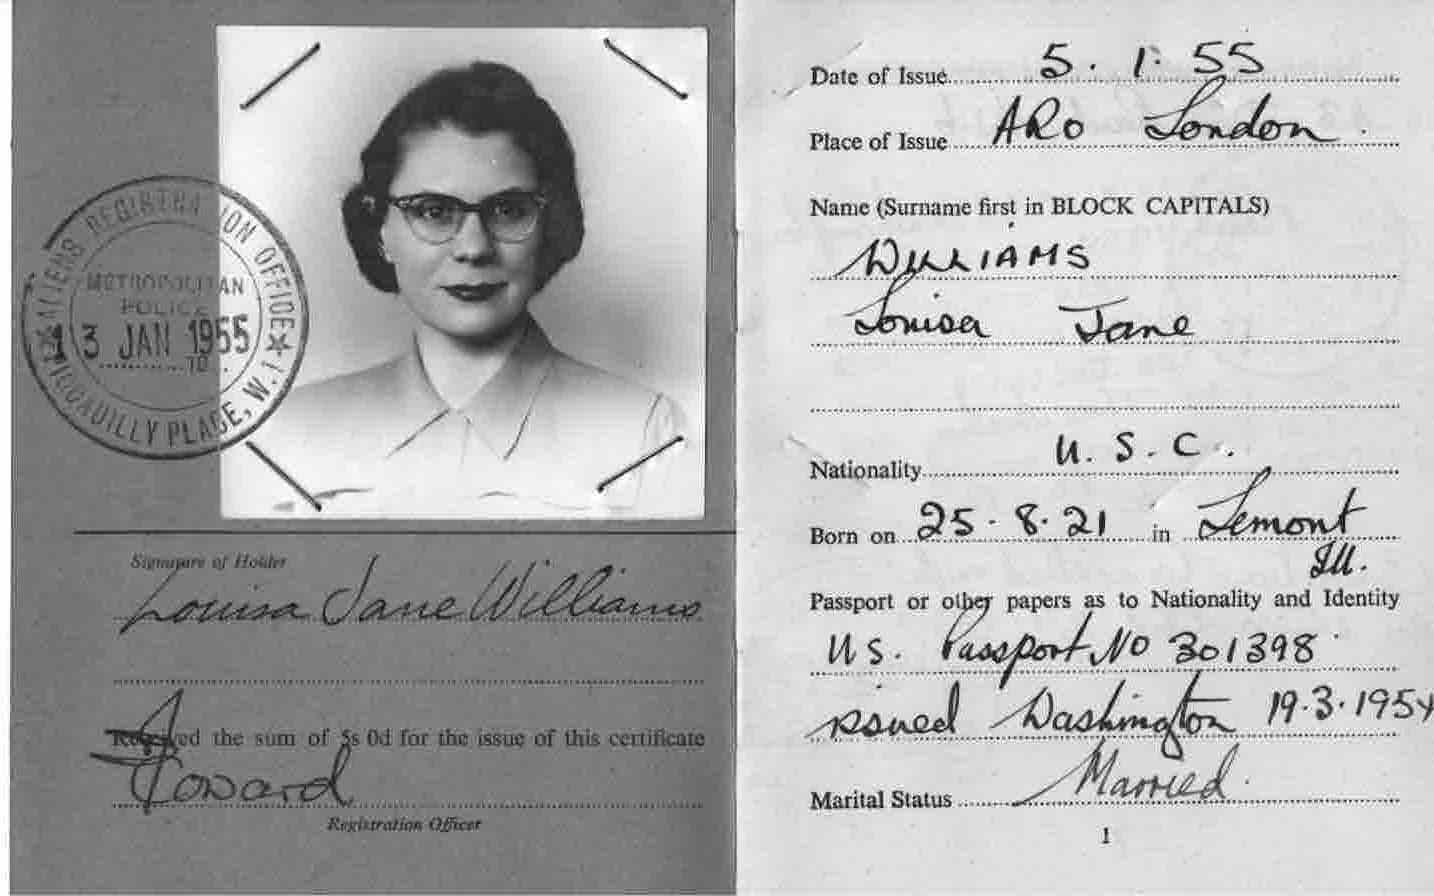 ALIENS REGISTRATION OFFICE
METROPOLITAN
POLICE
13 JAN 1955
TO
PICCADILLY PLACE, W.1
Signature of Holder
Louisa Jane Williams
Received the sum of 5s 0d for the issue of this certificate
Registration Officer
Date of Issue 5. 1. 55
Place of Issue ARO London.
Name (Surname first in BLOCK CAPITALS)
WILLIAMS
Louisa Jane
Nationality U. S. C.
Born on 25. 8. 21 in Lemont
Ill.
Passport or other papers as to Nationality and Identity
U S. Passport No 301398
issued Washington 19.3.1954
Marital Status Married.
1